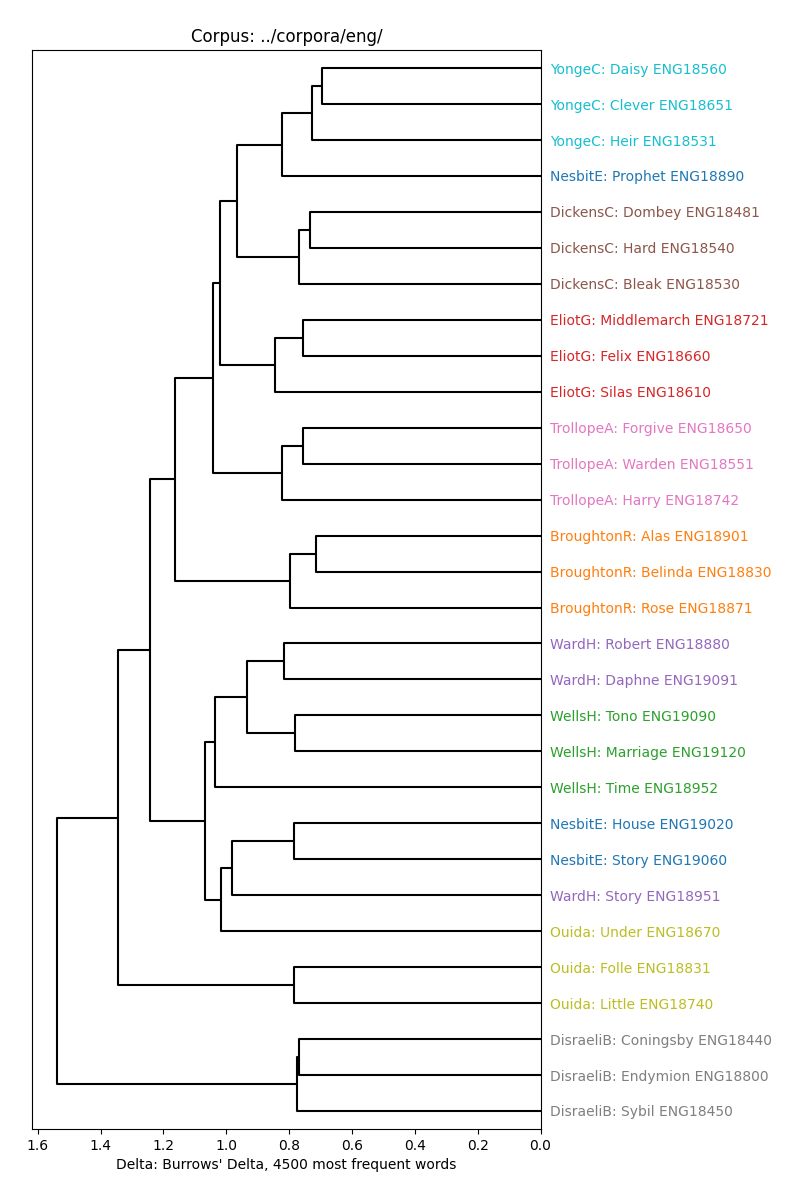 Corpus: ../corpora/eng/
YongeC: Daisy ENG18560
YongeC: Clever ENG18651
YongeC: Heir ENG18531
NesbitE: Prophet ENG18890
DickensC: Dombey ENG18481
DickensC: Hard ENG18540
DickensC: Bleak ENG18530
EliotG: Middlemarch ENG18721
EliotG: Felix ENG18660
EliotG: Silas ENG18610
TrollopeA: Forgive ENG18650
TrollopeA: Warden ENG18551
TrollopeA: Harry ENG18742
BroughtonR: Alas ENG18901
BroughtonR: Belinda ENG18830
BroughtonR: Rose ENG18871
WardH: Robert ENG18880
WardH: Daphne ENG19091
WellsH: Tono ENG19090
WellsH: Marriage ENG19120
WellsH: Time ENG18952
NesbitE: House ENG19020
NesbitE: Story ENG19060
WardH: Story ENG18951
Ouida: Under ENG18670
Ouida: Folle ENG18831
Ouida: Little ENG18740
DisraeliB: Coningsby ENG18440
DisraeliB: Endymion ENG18800
DisraeliB: Sybil ENG18450
1.6 1.4 1.2 1.0 0.8 0.6 0.4 0.2 0.0
Delta: Burrows' Delta, 4500 most frequent words